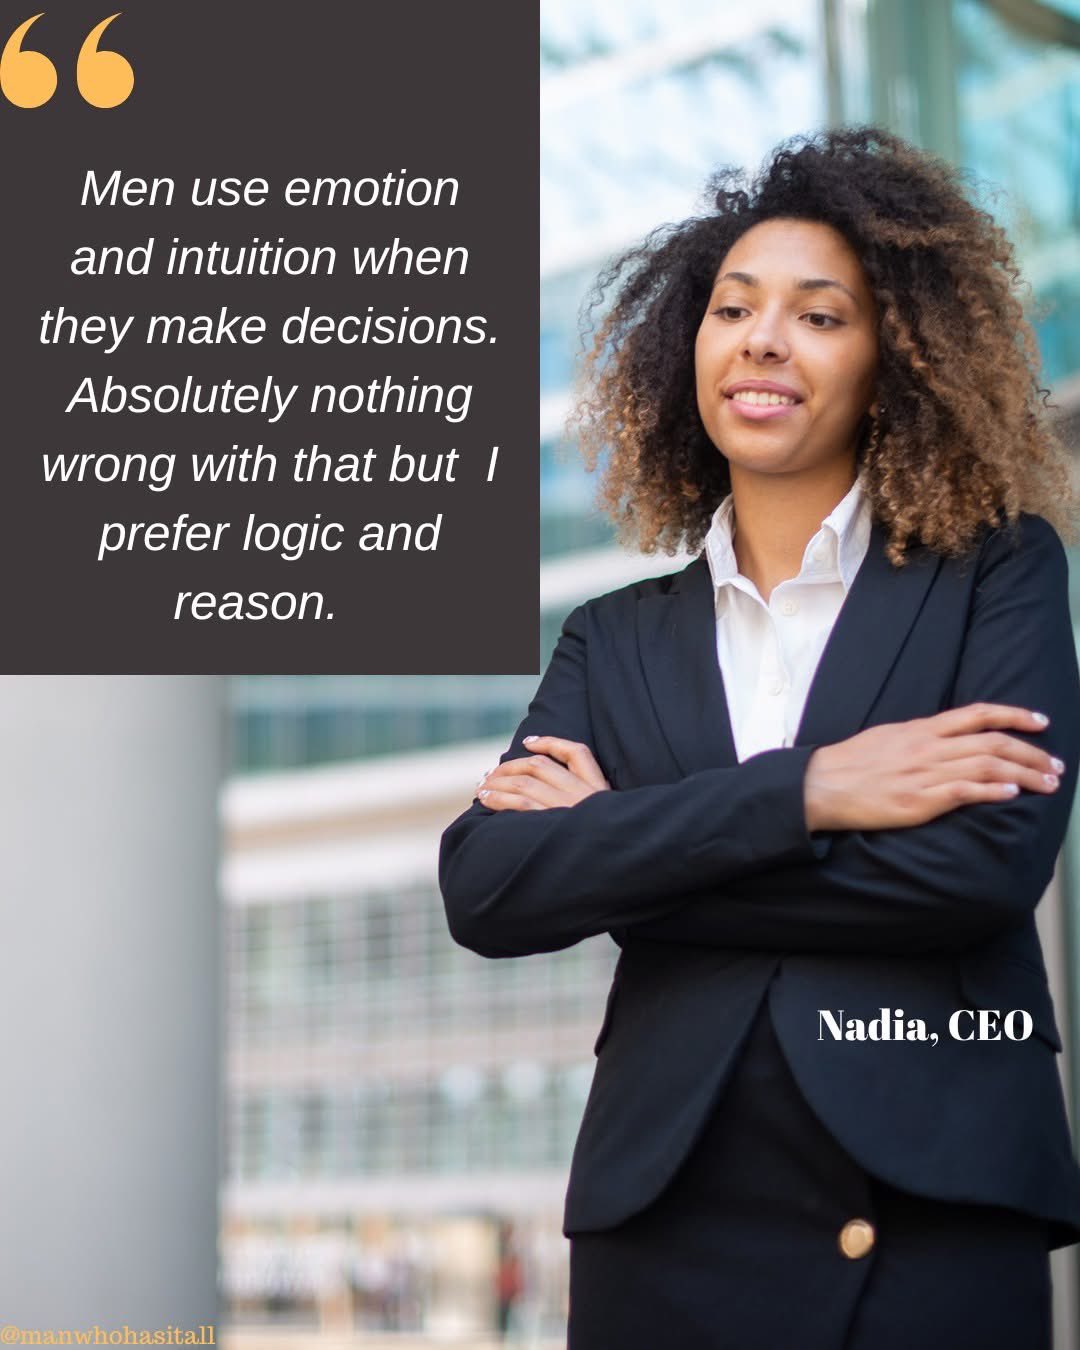 Men use emotion
and intuition when
they make decisions.
Absolutely nothing
wrong with that but  I
prefer logic and
reason.
Nadia, CEO
@manwhohasitall